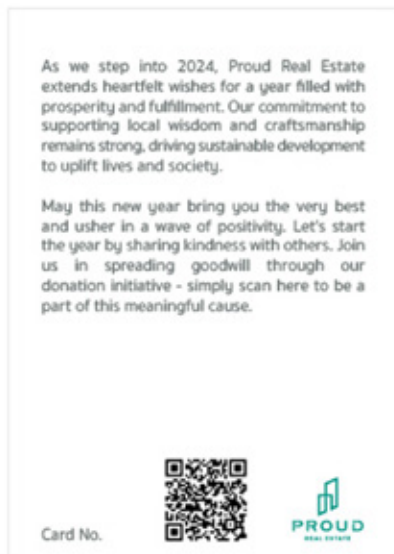 As we step into 2024, Proud Real Estate
extends heartfelt wishes for a year filled with
prosperity and fulfillment. Our commitment to
supporting local wisdom and craftsmanship
remains strong, driving sustainable development
to uplift lives and society.
May this new year bring you the very best
and usher in a wave of positivity. Let's start
the year by sharing kindness with others. Join
us in spreading goodwill through our
donation initiative - simply scan here to be a
part of this meaningful cause.
Card No.
PROUD
REAL ESTATE